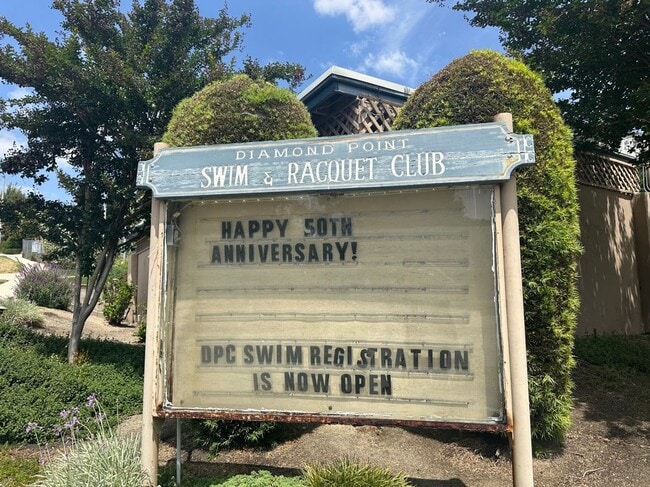 DIAMOND POINT
SWIM & RACQUET CLUB
HAPPY 50TH
ANNIVERSARY!
DPC SWIM REGISTRATION
IS NOW OPEN